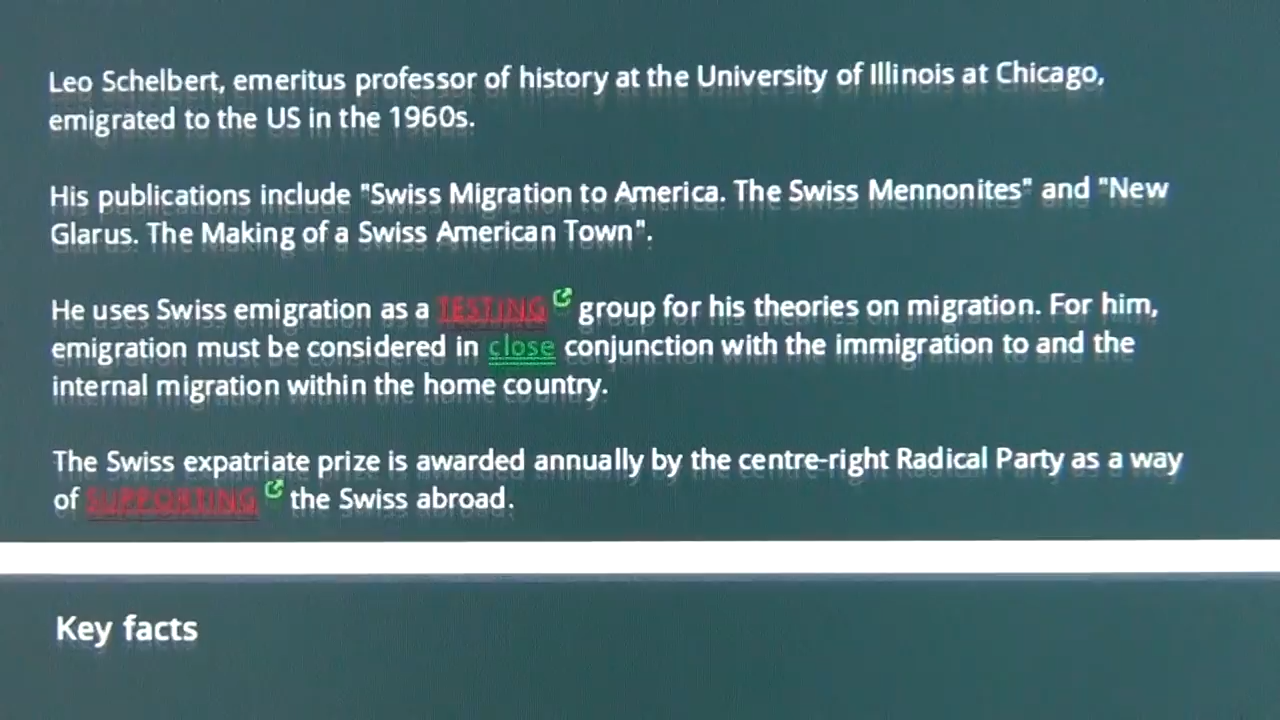 Leo Schelbert, emeritus professor of history at the University of Illinois at Chicago,
emigrated to the US in the 1960s.
His publications include "Swiss Migration to America. The Swiss Mennonites" and "New
Glarus. The Making of a Swiss American Town".
He uses Swiss emigration as a TESTING group for his theories on migration. For him,
emigration must be considered in close conjunction with the immigration to and the
internal migration within the home country.
The Swiss expatriate prize is awarded annually by the centre-right Radical Party as a way
of SUPPORTING the Swiss abroad.
Key facts